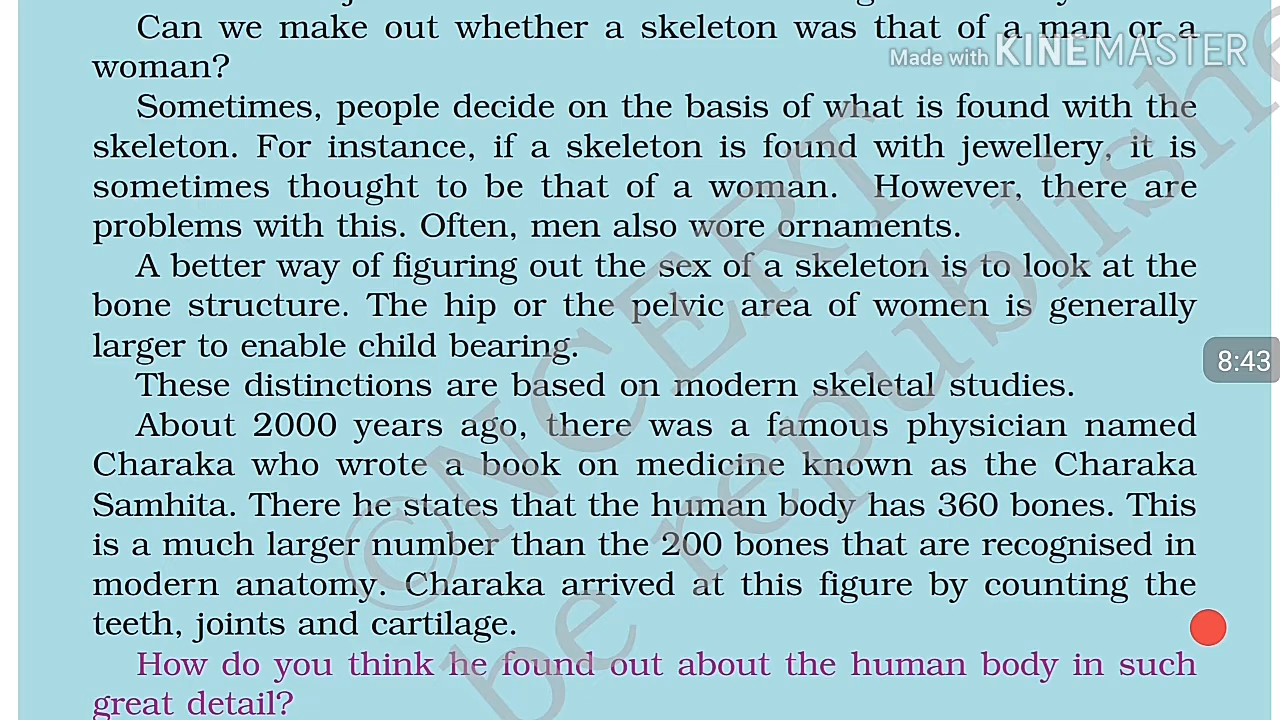 Can we make out whether a skeleton was that of a man or a
Made with KINEMASTER
woman?
Sometimes, people decide on the basis of what is found with the
skeleton. For instance, if a skeleton is found with jewellery, it is
sometimes thought to be that of a woman. However, there are
problems with this. Often, men also wore ornaments.
A better way of figuring out the sex of a skeleton is to look at the
bone structure. The hip or the pelvic area of women is generally
larger to enable child bearing.
8:43
These distinctions are based on modern skeletal studies.
About 2000 years ago, there was a famous physician named
Charaka who wrote a book on medicine known as the Charaka
Samhita. There he states that the human body has 360 bones. This
is a much larger number than the 200 bones that are recognised in
modern anatomy. Charaka arrived at this figure by counting the
teeth, joints and cartilage.
How do you think he found out about the human body in such
great detail?
©NCERT
be republishe